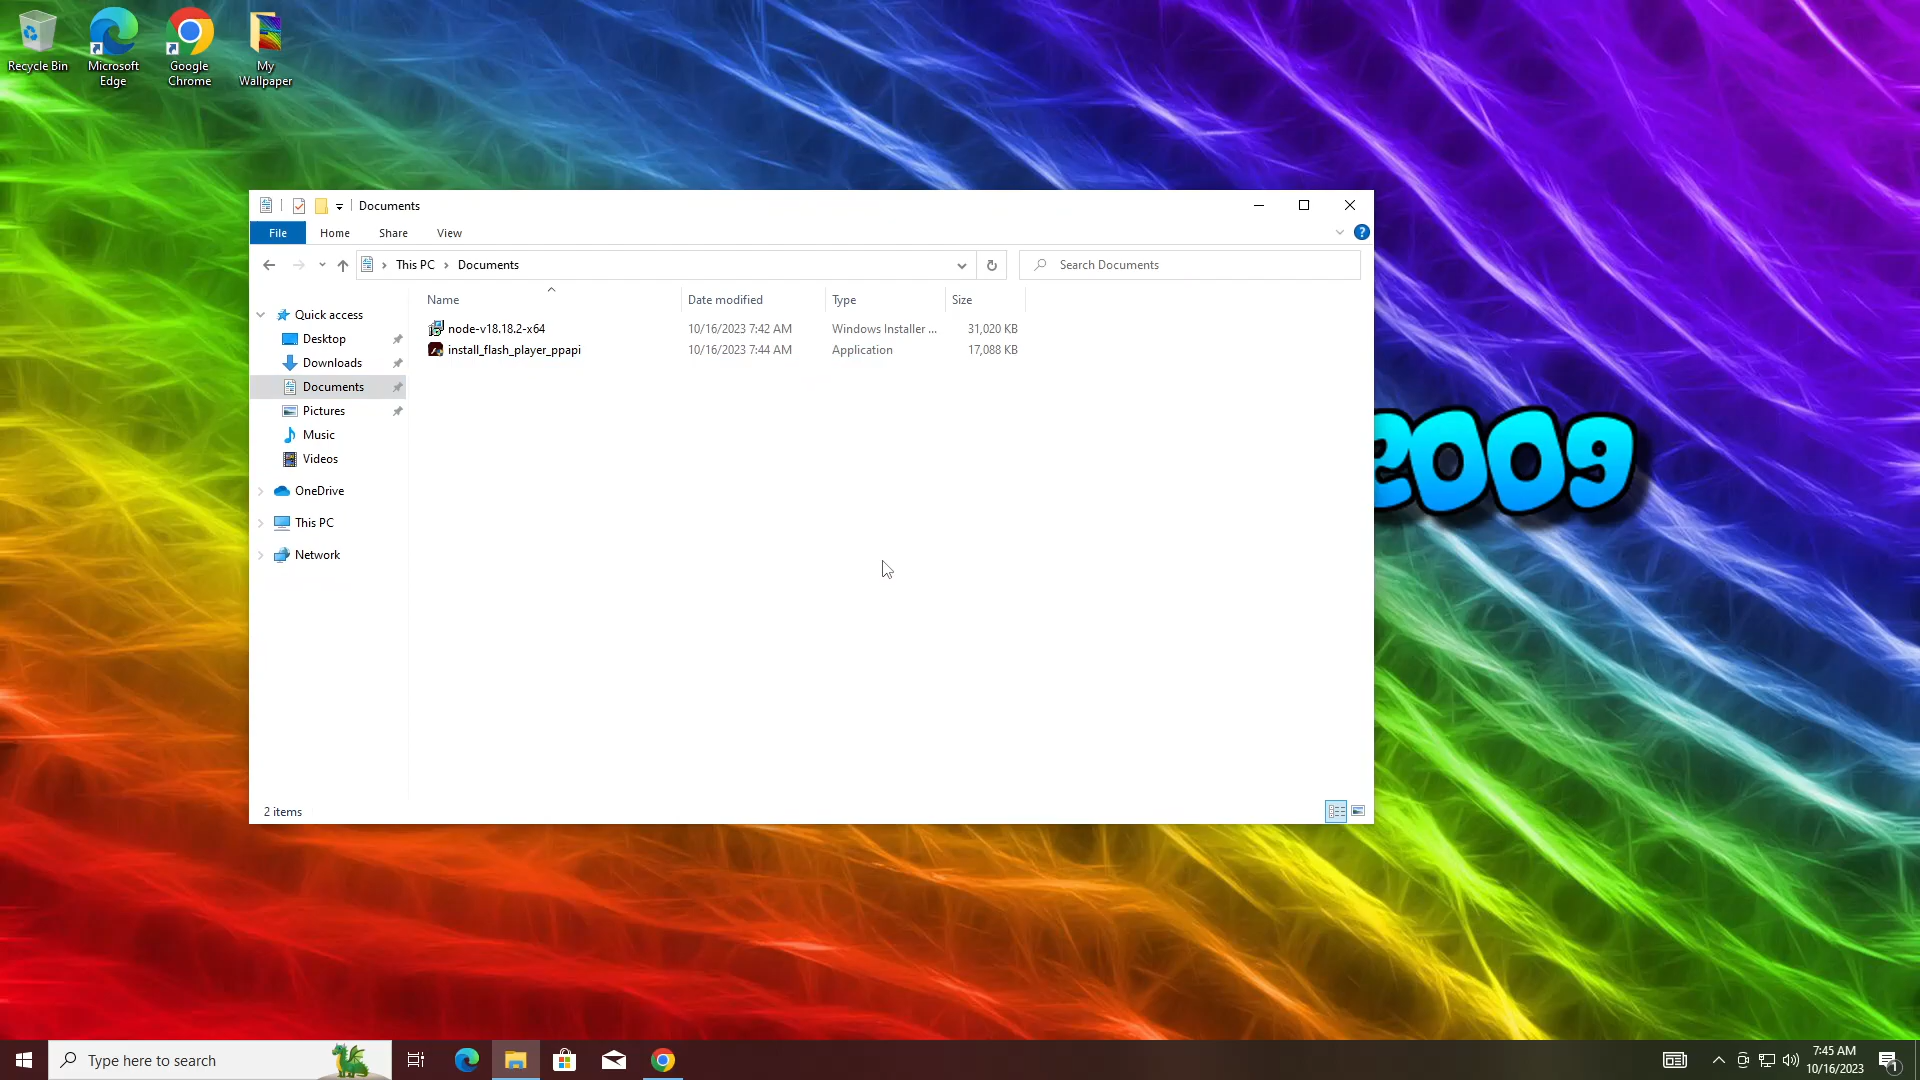 Recycle Bin
Microsoft
Edge
Google
Chrome
My
Wallpaper
Documents
File
Home
Share
View
This PC
Documents
Search Documents
Name
Date modified
Type
Size
node-v18.18.2-x64
10/16/2023 7:42 AM
Windows Installer ...
31,020 KB
install_flash_player_ppapi
10/16/2023 7:44 AM
Application
17,088 KB
Quick access
Desktop
Downloads
Documents
Pictures
Music
Videos
OneDrive
This PC
Network
2 items
2009
Type here to search
7:45 AM
10/16/2023
1